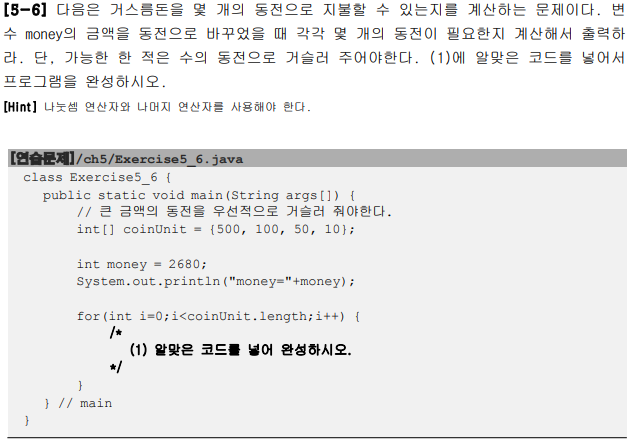 [5-6] 다음은 거스름돈을 몇 개의 동전으로 지불할 수 있는지를 계산하는 문제이다. 변
수 money의 금액을 동전으로 바꾸었을 때 각각 몇 개의 동전이 필요한지 계산해서 출력하
라. 단, 가능한 한 적은 수의 동전으로 거슬러 주어야한다. (1)에 알맞은 코드를 넣어서
프로그램을 완성하시오.
[Hint] 나눗셈 연산자와 나머지 연산자를 사용해야 한다.
[연습문제]/ch5/Exercise5_6.java
class Exercise5_6 {
public static void main(String args[]) {
// 큰 금액의 동전을 우선적으로 거슬러 줘야한다.
int[] coinUnit = {500, 100, 50, 10};
int money = 2680;
System.out.println("money="+money);
for(int i=0;i<coinUnit.length;i++) {
/*
(1) 알맞은 코드를 넣어 완성하시오.
*/
}
} // main
}